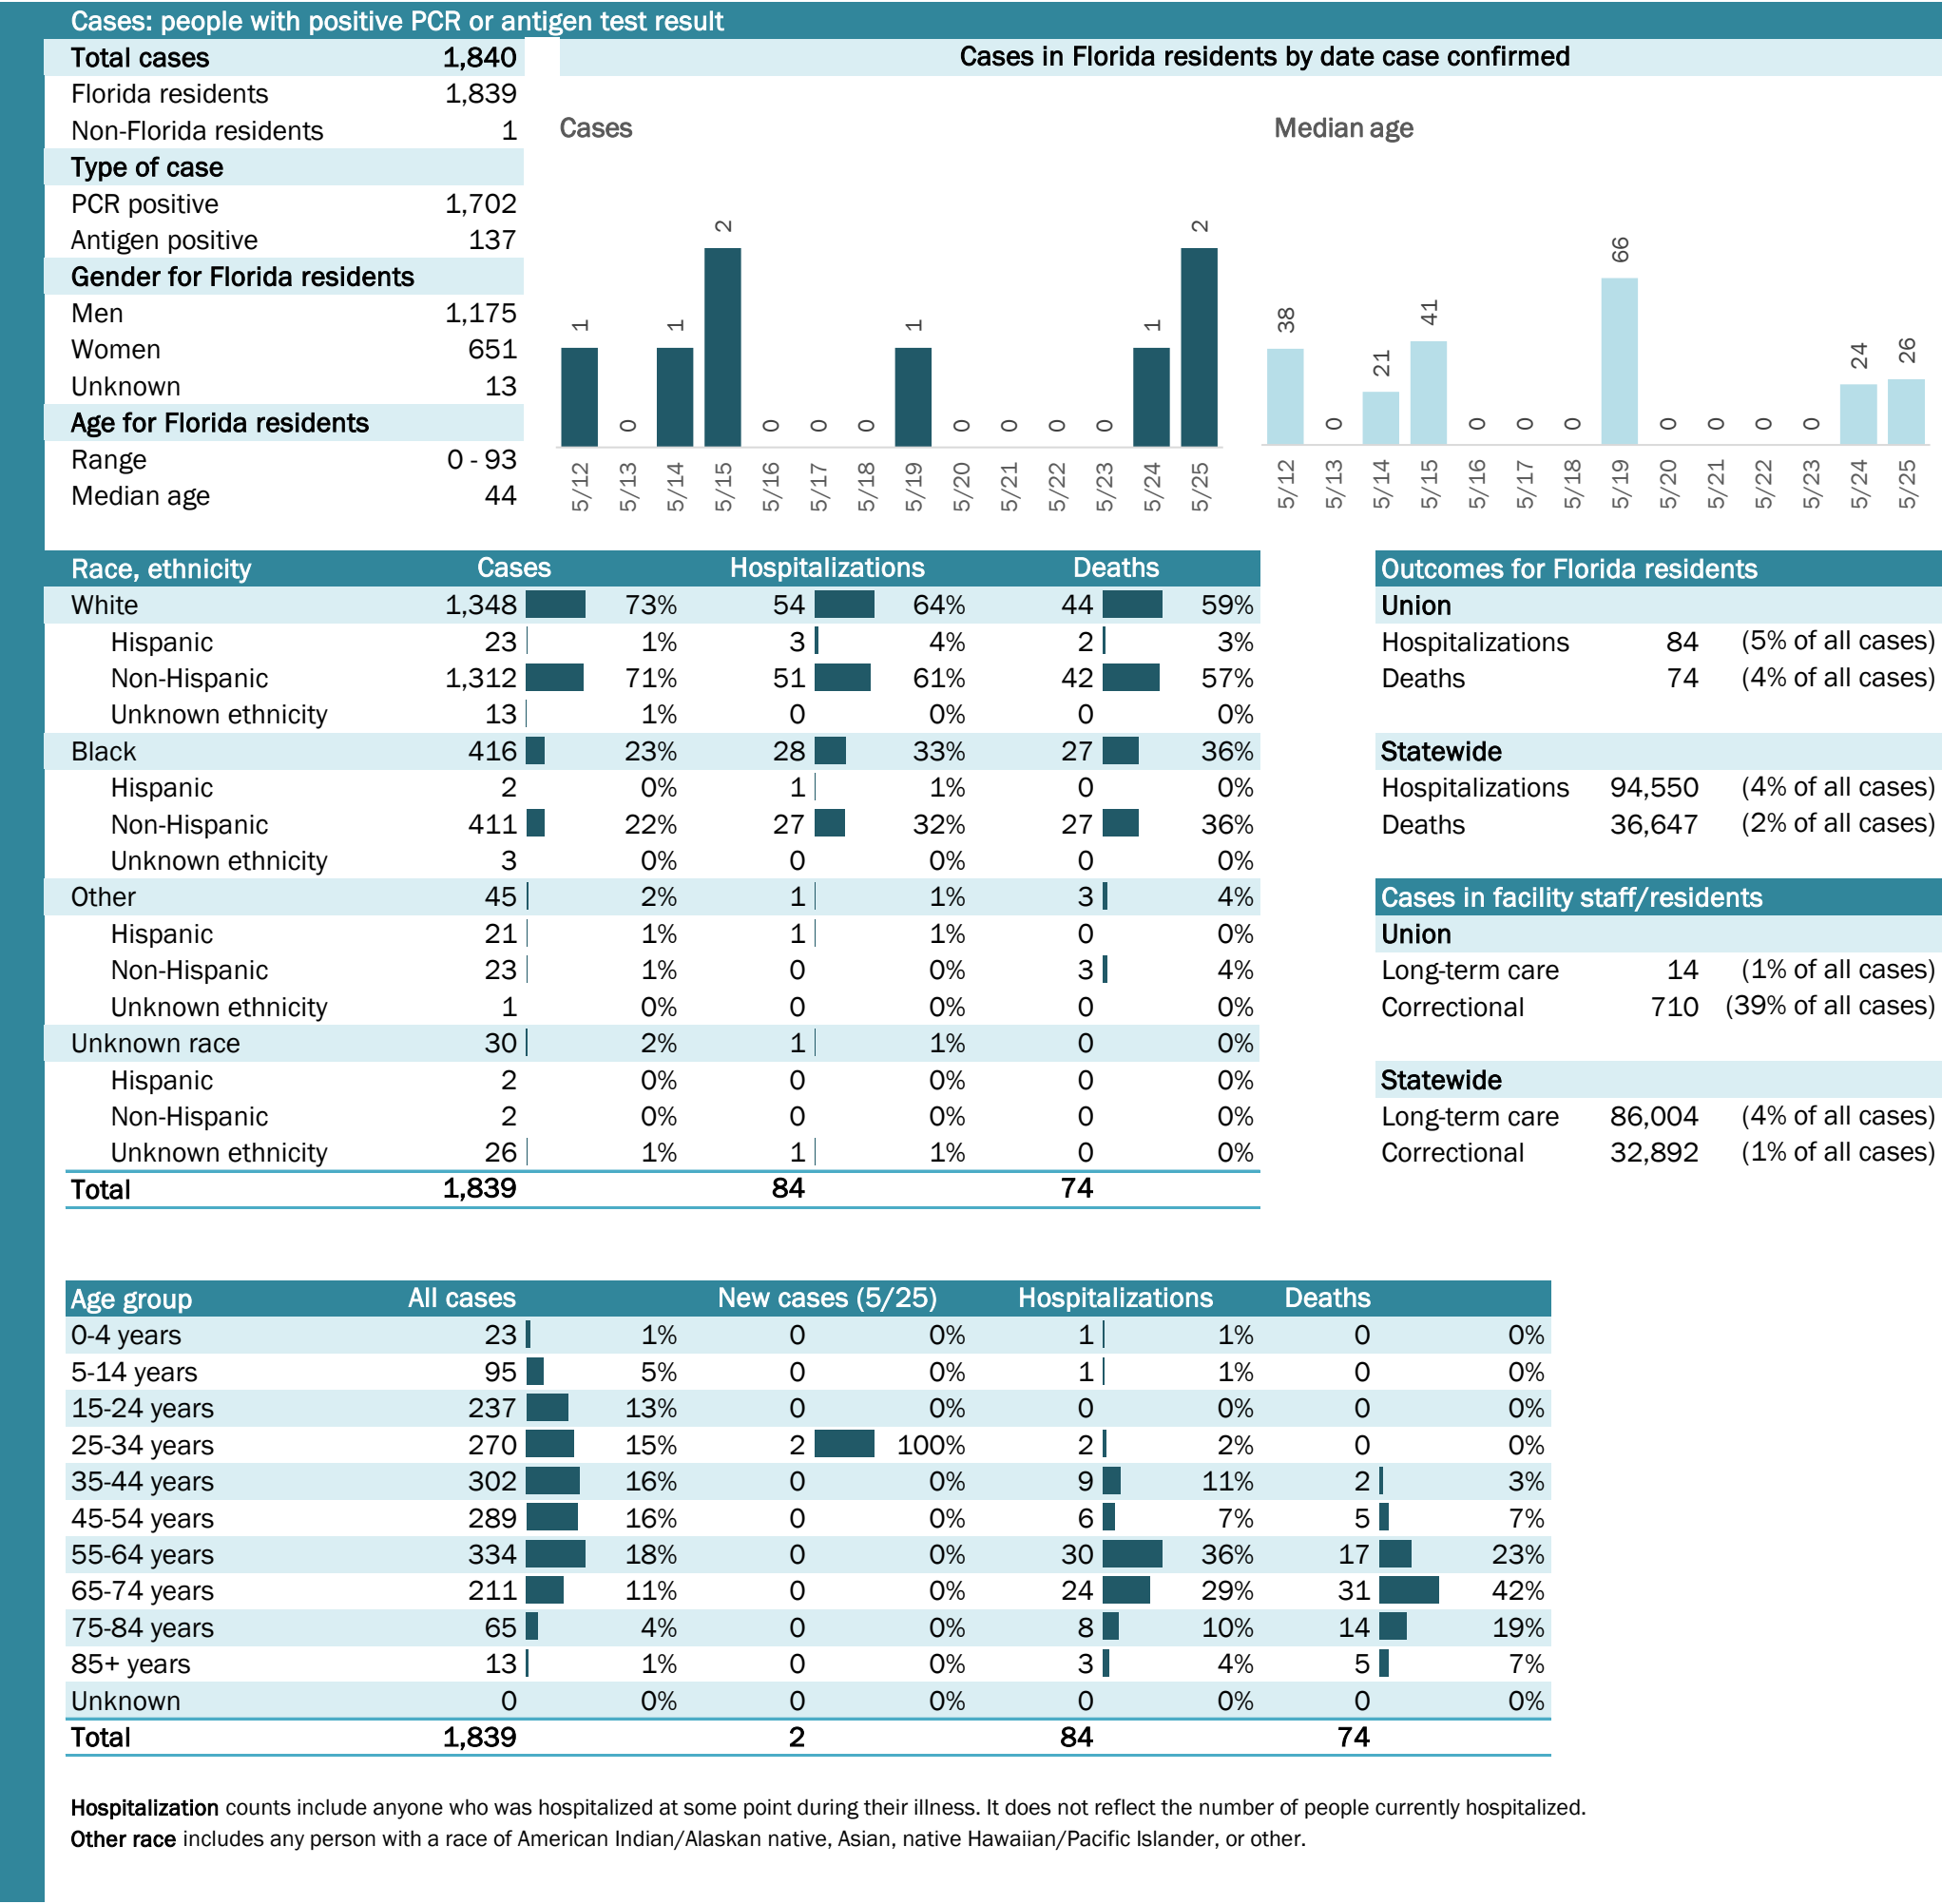 Cases: people with positive PCR or antigen test result
Total cases 1,840
Florida residents 1,839
Non-Florida residents 1
Type of case
PCR positive 1,702
Antigen positive 137
Gender for Florida residents
Men 1,175
Women 651
Unknown 13
Age for Florida residents
Range 0 - 93
Median age 44
Cases in Florida residents by date case confirmed
Cases
1 0 1 2 0 0 0 1 0 0 0 0 1 2
5/12 5/13 5/14 5/15 5/16 5/17 5/18 5/19 5/20 5/21 5/22 5/23 5/24 5/25
Median age
38 0 21 41 0 0 0 66 0 0 0 0 24 26
5/12 5/13 5/14 5/15 5/16 5/17 5/18 5/19 5/20 5/21 5/22 5/23 5/24 5/25
Race, ethnicity Cases Hospitalizations Deaths
White 1,348 73% 54 64% 44 59%
Hispanic 23 1% 3 4% 2 3%
Non-Hispanic 1,312 71% 51 61% 42 57%
Unknown ethnicity 13 1% 0 0% 0 0%
Black 416 23% 28 33% 27 36%
Hispanic 2 0% 1 1% 0 0%
Non-Hispanic 411 22% 27 32% 27 36%
Unknown ethnicity 3 0% 0 0% 0 0%
Other 45 2% 1 1% 3 4%
Hispanic 21 1% 1 1% 0 0%
Non-Hispanic 23 1% 0 0% 3 4%
Unknown ethnicity 1 0% 0 0% 0 0%
Unknown race 30 2% 1 1% 0 0%
Hispanic 2 0% 0 0% 0 0%
Non-Hispanic 2 0% 0 0% 0 0%
Unknown ethnicity 26 1% 1 1% 0 0%
Total 1,839 84 74
Outcomes for Florida residents
Union
Hospitalizations 84 (5% of all cases)
Deaths 74 (4% of all cases)
Statewide
Hospitalizations 94,550 (4% of all cases)
Deaths 36,647 (2% of all cases)
Cases in facility staff/residents
Union
Long-term care 14 (1% of all cases)
Correctional 710 (39% of all cases)
Statewide
Long-term care 86,004 (4% of all cases)
Correctional 32,892 (1% of all cases)
Age group All cases New cases (5/25) Hospitalizations Deaths
0-4 years 23 1% 0 0% 1 1% 0 0%
5-14 years 95 5% 0 0% 1 1% 0 0%
15-24 years 237 13% 0 0% 0 0% 0 0%
25-34 years 270 15% 2 100% 2 2% 0 0%
35-44 years 302 16% 0 0% 9 11% 2 3%
45-54 years 289 16% 0 0% 6 7% 5 7%
55-64 years 334 18% 0 0% 30 36% 17 23%
65-74 years 211 11% 0 0% 24 29% 31 42%
75-84 years 65 4% 0 0% 8 10% 14 19%
85+ years 13 1% 0 0% 3 4% 5 7%
Unknown 0 0% 0 0% 0 0% 0 0%
Total 1,839 2 84 74
Hospitalization counts include anyone who was hospitalized at some point during their illness. It does not reflect the number of people currently hospitalized.
Other race includes any person with a race of American Indian/Alaskan native, Asian, native Hawaiian/Pacific Islander, or other.